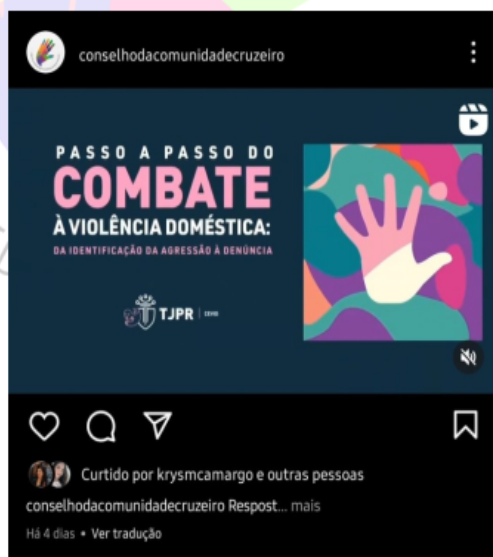 conselhodacomunidadecruzeiro
PASSO A PASSO DO
COMBATE
À VIOLÊNCIA DOMÉSTICA:
DA IDENTIFICAÇÃO DA AGRESSÃO À DENÚNCIA
TJPR
Curtido por krysmcamargo e outras pessoas
conselhodacomunidadecruzeiro Respost... mais
Há 4 dias • Ver tradução